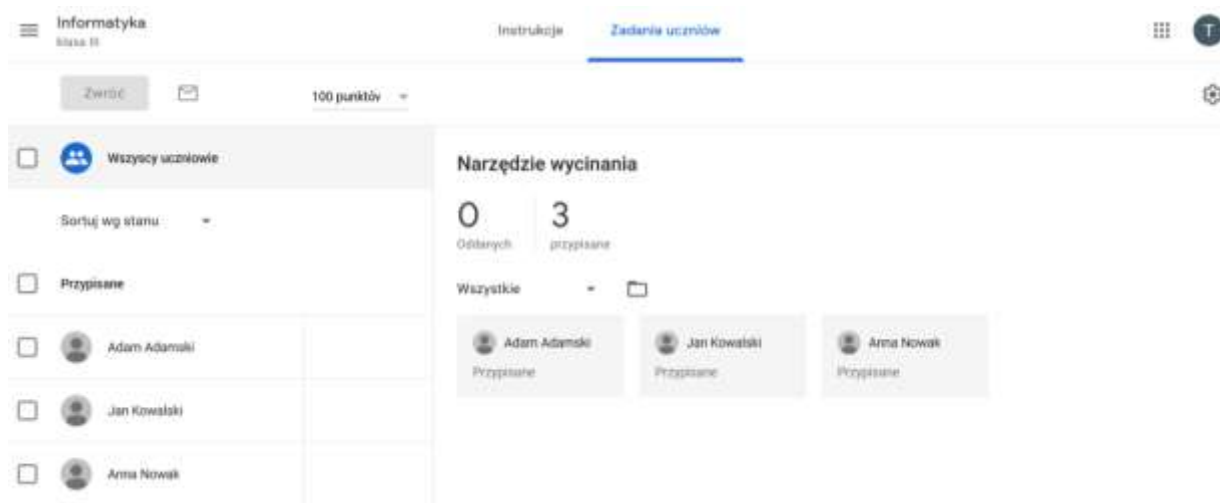 Informatyka
klasa III
Instrukcje
Zadania uczniów
T
Zwróć
100 punktów
Wszyscy uczniowie
Sortuj wg stanu
Przypisane
Adam Adamski
Jan Kowalski
Anna Nowak
Narzędzie wycinania
0 3
Oddanych przypisane
Wszystkie
Adam Adamski Jan Kowalski Anna Nowak
Przypisane Przypisane Przypisane